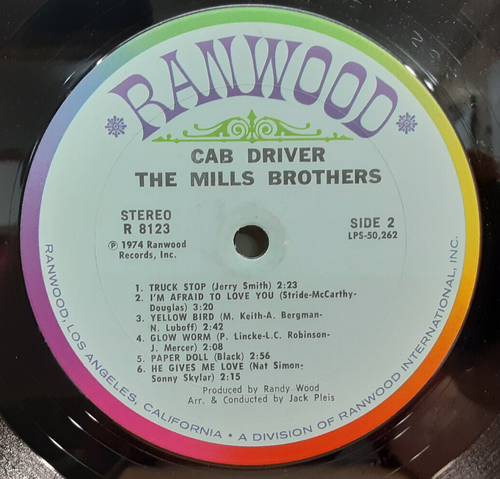 RANWOOD
CAB DRIVER
THE MILLS BROTHERS
STEREO
R 8123
℗ 1974 Ranwood
Records, Inc.
SIDE 2
LPS-50,262
1. TRUCK STOP (Jerry Smith) 2:23
2. I'M AFRAID TO LOVE YOU (Stride-McCarthy-
Douglas) 3:20
3. YELLOW BIRD (M. Keith-A. Bergman-
N. Luboff) 2:42
4. GLOW WORM (P. Lincke-L.C. Robinson-
J. Mercer) 2:08
5. PAPER DOLL (Black) 2:56
6. HE GIVES ME LOVE (Nat Simon-
Sonny Skylar) 2:15
Produced by Randy Wood
Arr. & Conducted by Jack Pleis
RANWOOD, LOS ANGELES, CALIFORNIA • A DIVISION OF RANWOOD INTERNATIONAL, INC.